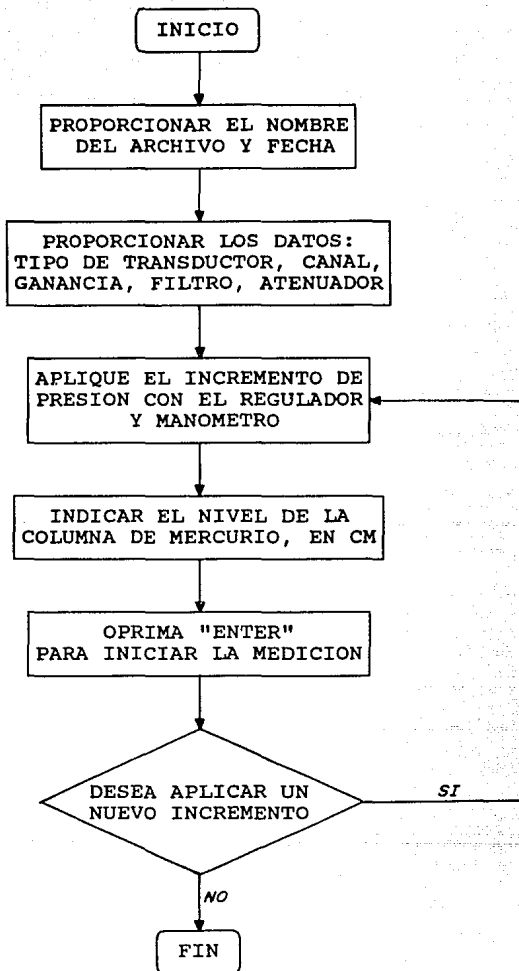 INICIO
PROPORCIONAR EL NOMBRE
DEL ARCHIVO Y FECHA
PROPORCIONAR LOS DATOS:
TIPO DE TRANSDUCTOR, CANAL,
GANANCIA, FILTRO, ATENUADOR
APLIQUE EL INCREMENTO DE
PRESION CON EL REGULADOR
Y MANOMETRO
INDICAR EL NIVEL DE LA
COLUMNA DE MERCURIO, EN CM
OPRIMA "ENTER"
PARA INICIAR LA MEDICION
DESEA APLICAR UN
NUEVO INCREMENTO
SI
NO
FIN